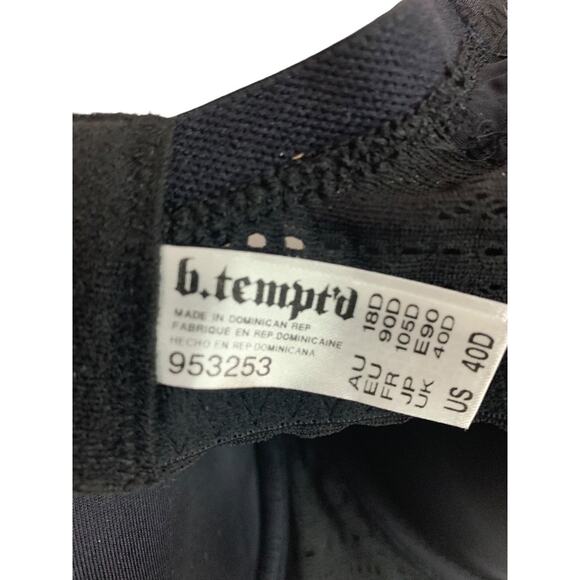 b.tempt'd
MADE IN DOMINICAN REP
FABRIQUE EN REP.DOMINICAINE
HECHO EN REP.DOMINICANA
953253
AU 18D
EU 90D
FR 105D
JP E90
UK 40D
US 40D